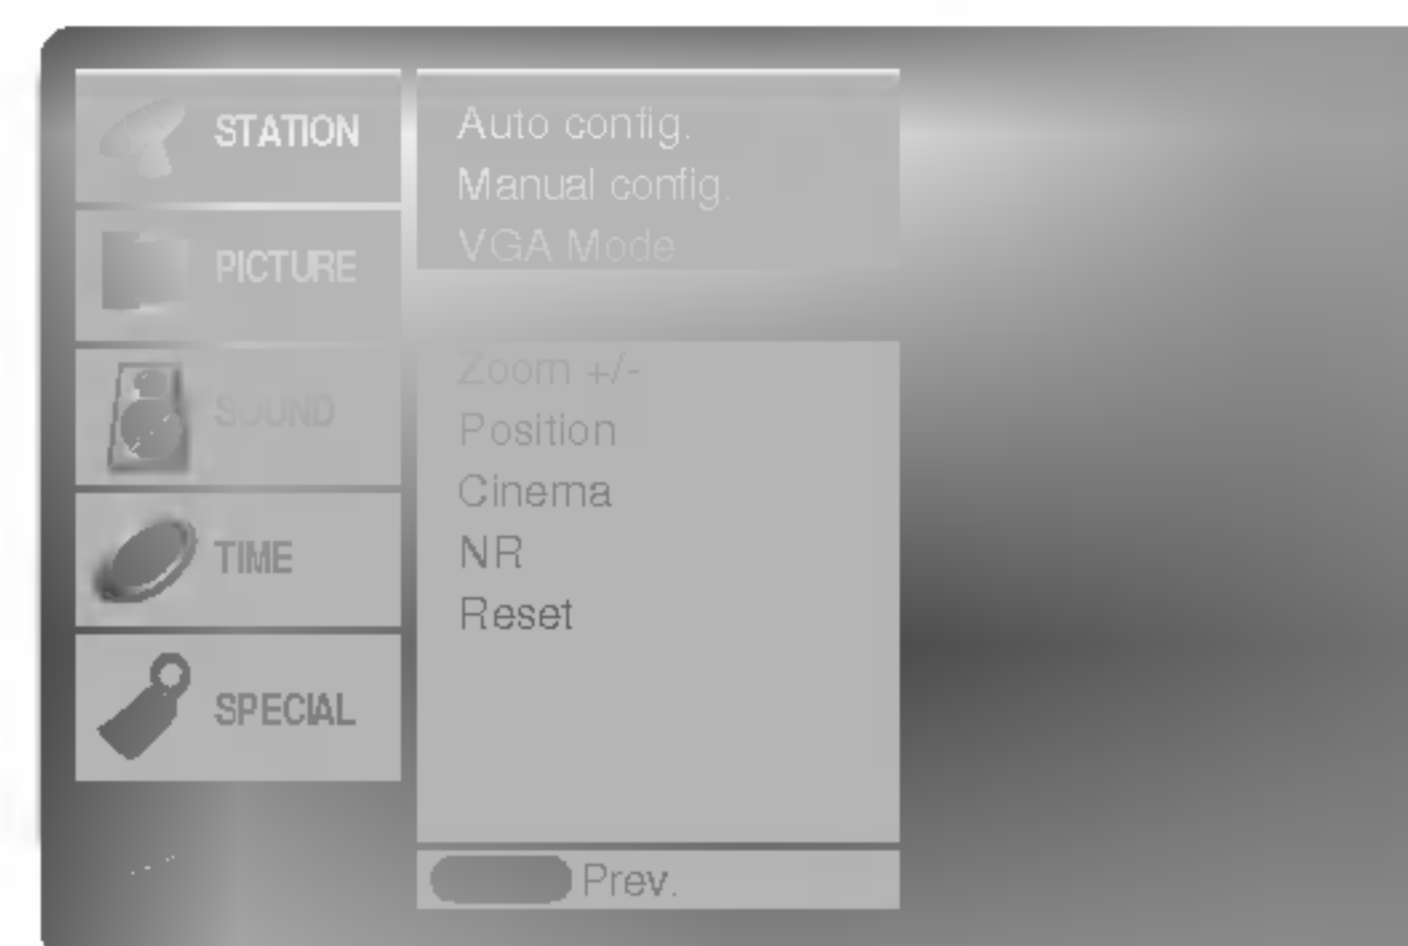 STATION
PICTURE
SOUND
TIME
SPECIAL
Auto config.
Manual config.
VGA Mode
Zoom +/-
Position
Cinema
NR
Reset
Prev.